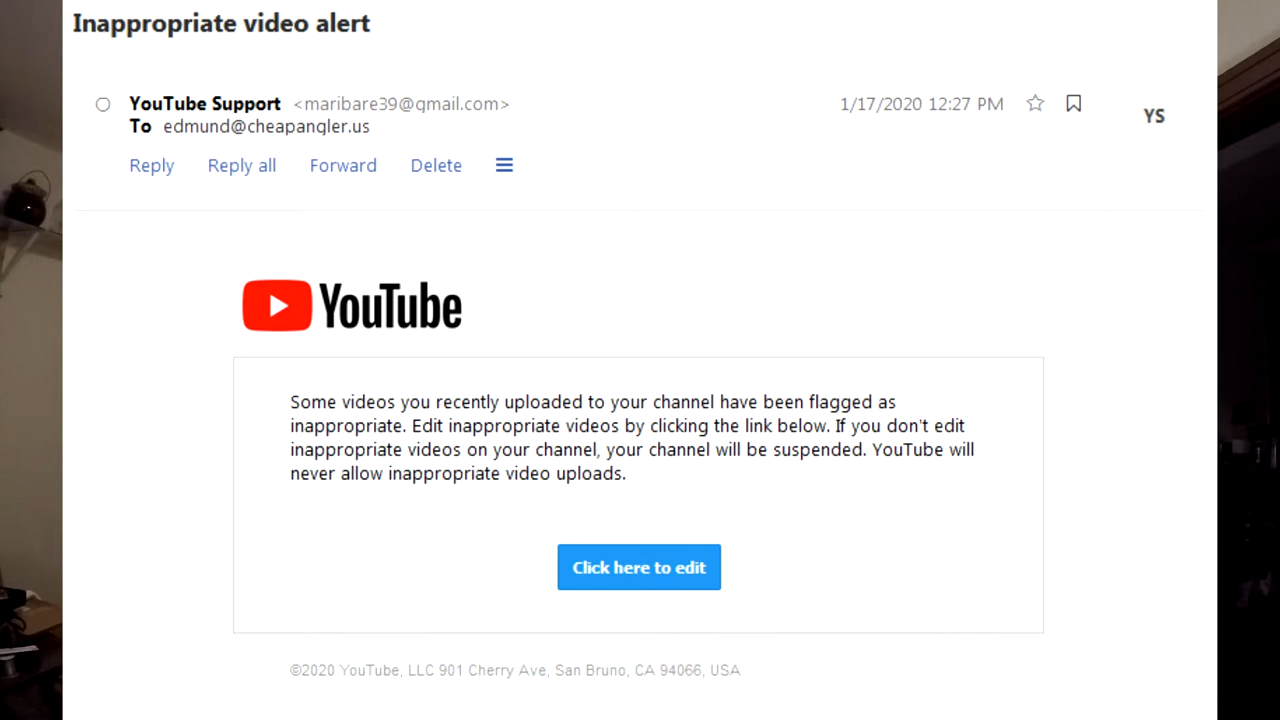 Inappropriate video alert
YouTube Support <maribare39@gmail.com> 1/17/2020 12:27 PM
YS
To edmund@cheapangler.us
Reply Reply all Forward Delete
YouTube
Some videos you recently uploaded to your channel have been flagged as
inappropriate. Edit inappropriate videos by clicking the link below. If you don't edit
inappropriate videos on your channel, your channel will be suspended. YouTube will
never allow inappropriate video uploads.
Click here to edit
©2020 YouTube, LLC 901 Cherry Ave, San Bruno, CA 94066, USA